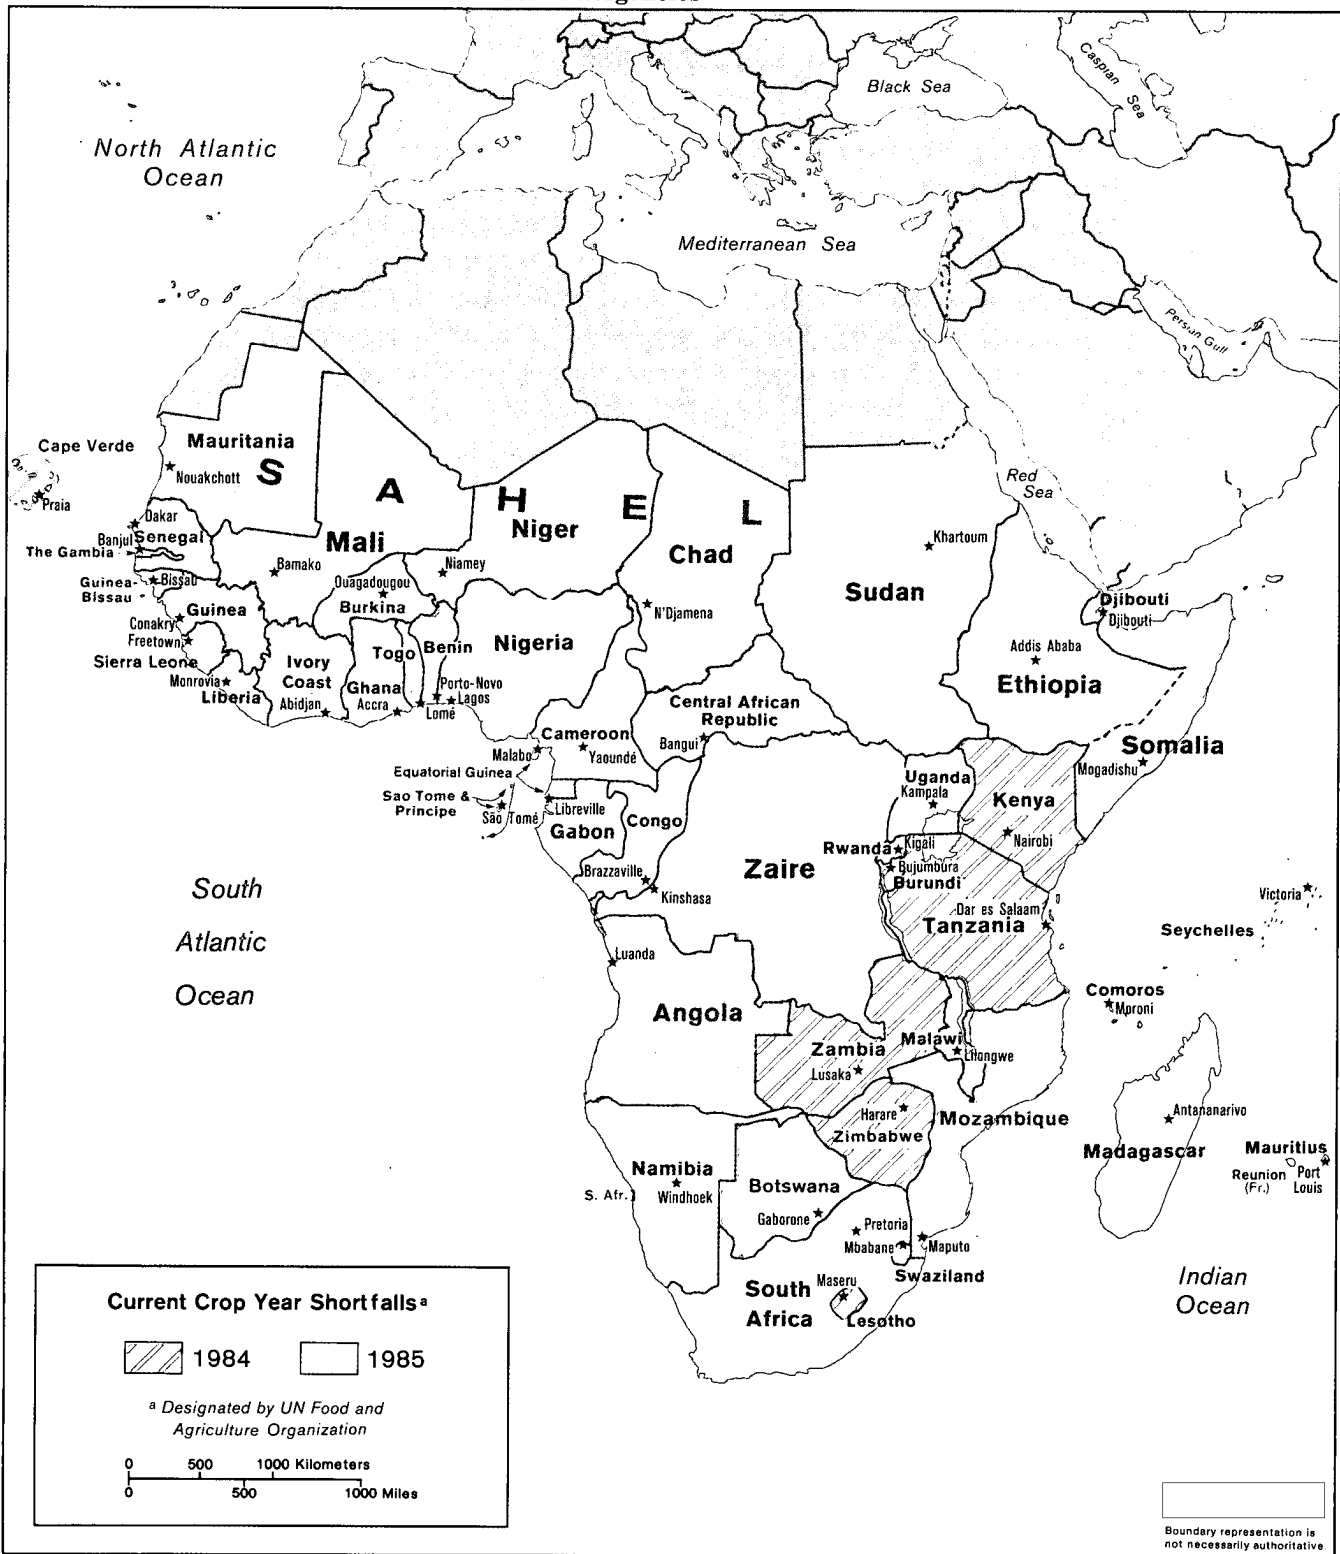 Black Sea
Caspian Sea
North Atlantic
Ocean
Mediterranean Sea
Persian Gulf
Cape Verde
Praia
Mauritania
Nouakchott
S A H E L
Niger
Mali
Chad
Red
Sea
Khartoum
Dakar
Senegal
Banjul
The Gambia
Bamako
Niamey
Ouagadougou
Burkina
Bissau
Guinea-
Bissau
Guinea
Conakry
Freetown
Sierra Leone
Monrovia
Liberia
Ivory
Coast
Abidjan
Ghana
Accra
Togo
Benin
Porto-Novo
Lagos
Lomé
Nigeria
N'Djamena
Sudan
Djibouti
Djibouti
Addis Ababa
Ethiopia
Central African
Republic
Bangui
Cameroon
Yaoundé
Malabo
Equatorial Guinea
Sao Tome &
Principe
São Tomé
Libreville
Gabon
Congo
Brazzaville
Kinshasa
Somalia
Mogadishu
Uganda
Kampala
Kenya
Nairobi
Rwanda
Kigali
Bujumbura
Burundi
Zaire
Dar es Salaam
Tanzania
Victoria
Seychelles
South
Atlantic
Ocean
Luanda
Angola
Comoros
Moroni
Zambia
Lusaka
Malawi
Lilongwe
Harare
Zimbabwe
Mozambique
Antananarivo
Madagascar
Mauritius
Reunion
(Fr.)
Port
Louis
Namibia
Windhoek
S. Afr.
Botswana
Gaborone
Pretoria
Mbabane
Maputo
Swaziland
South
Africa
Maseru
Lesotho
Indian
Ocean
Current Crop Year Shortfalls a
1984
1985
a Designated by UN Food and
Agriculture Organization
0 500 1000 Kilometers
0 500 1000 Miles
Boundary representation is
not necessarily authoritative